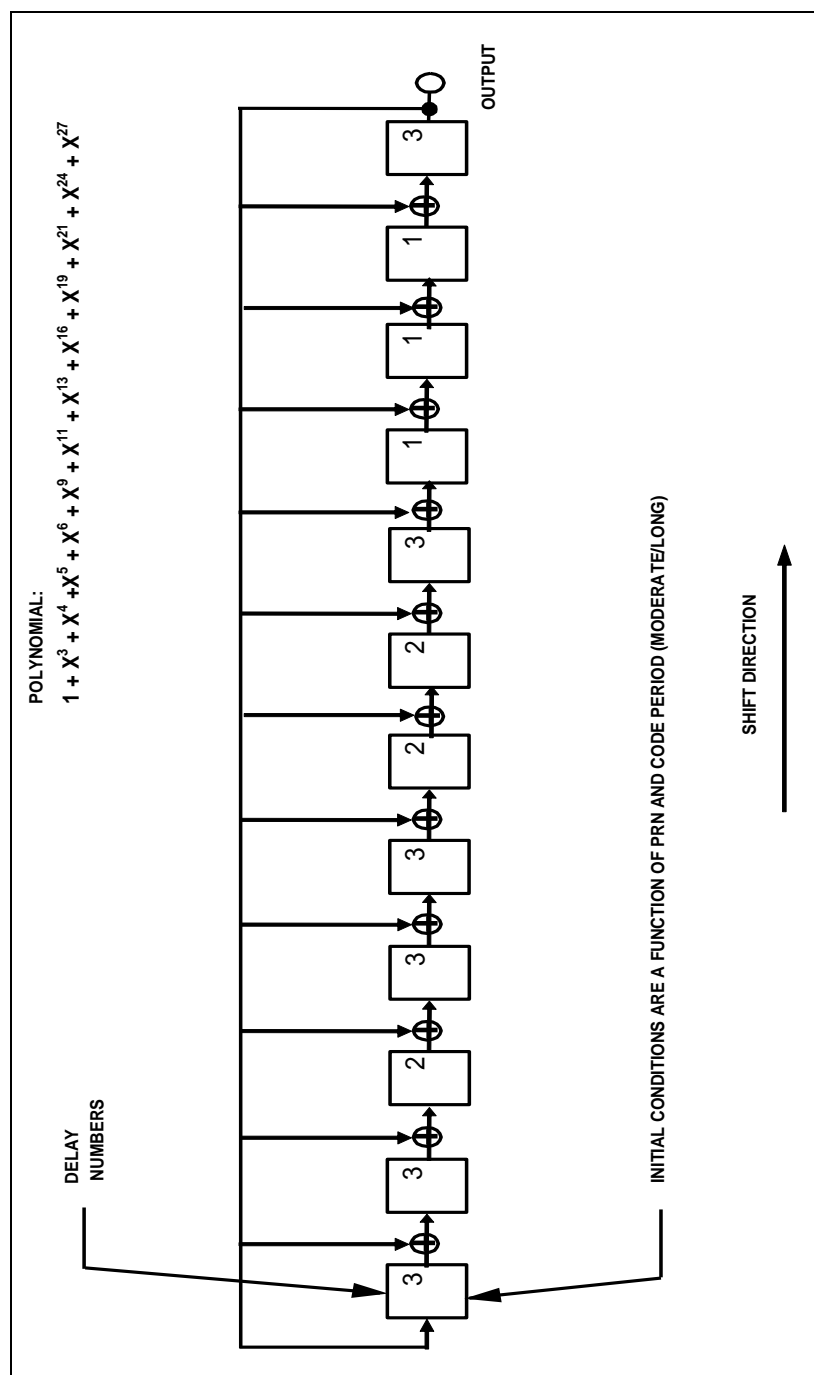 POLYNOMIAL:
1 + X³ + X⁴ +X⁵ + X⁶ + X⁹ + X¹¹ + X¹³ + X¹⁶ + X¹⁹ + X²¹ + X²⁴ + X²⁷
DELAY
NUMBERS
3
3
2
3
3
2
2
3
1
1
1
3
OUTPUT
INITIAL CONDITIONS ARE A FUNCTION OF PRN AND CODE PERIOD (MODERATE/LONG)
SHIFT DIRECTION